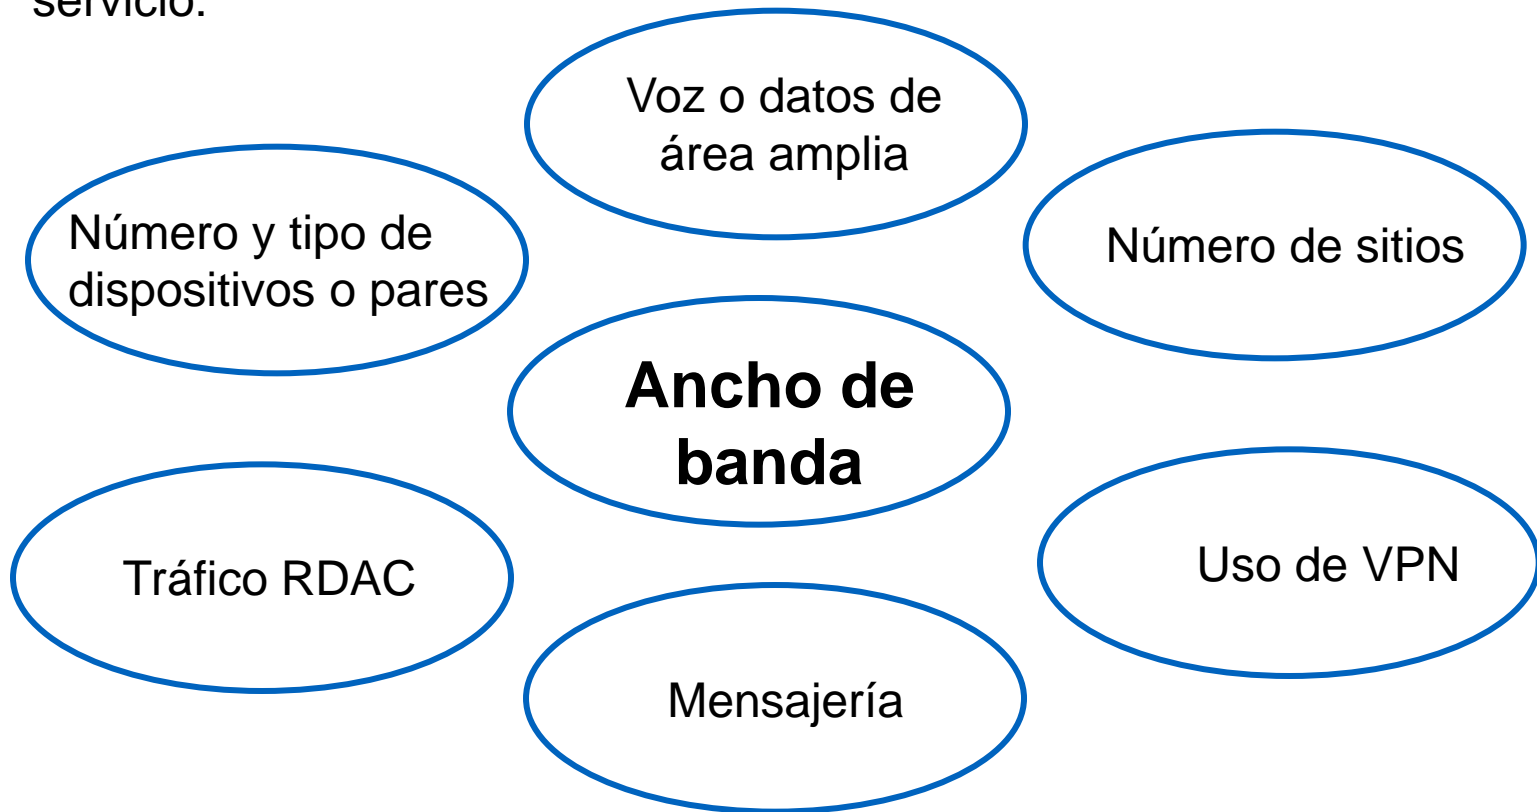 servicio.
Voz o datos de
área amplia
Número y tipo de
dispositivos o pares
Número de sitios
Ancho de
banda
Tráfico RDAC
Uso de VPN
Mensajería